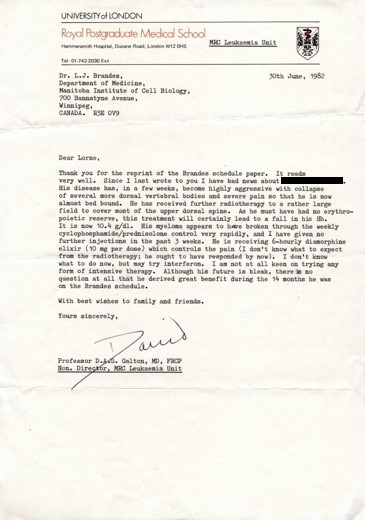 UNIVERSITY of LONDON
Royal Postgraduate Medical School
Hammersmith Hospital, Ducane Road, London W12 0HS
MRC Leukaemia Unit
Tel: 01-743 2030 Ext
Dr. L.J. Brandes,
Department of Medicine,
Manitoba Institute of Cell Biology,
700 Bannatyne Avenue,
Winnipeg,
CANADA. R3E OV9
30th June, 1982
Dear Lorne,
Thank you for the reprint of the Brandes schedule paper. It reads
very well. Since I last wrote to you I have bad news about
His disease has, in a few weeks, become highly aggressive with collapse
of several more dorsal vertebral bodies and severe pain so that he is now
almost bed bound. He has received further radiotherapy to a rather large
field to cover most of the upper dorsal spine. As he must have had no erythro-
poietic reserve, this treatment will certainly lead to a fall in his Hb.
It is now 10.4 g/dl. His myeloma appears to have broken through the weekly
cyclophosphamide/prednisolone control very rapidly, and I have given no
further injections in the past 3 weeks. He is receiving 6-hourly diamorphine
elixir (10 mg per dose) which controls the pain (I don't know what to expect
from the radiotherapy; he ought to have responded by now). I don't know
what to do now, but may try interferon. I am not at all keen on trying any
form of intensive therapy. Although his future is bleak, there is no
question at all that he derived great benefit during the 14 months he was
on the Brandes schedule.
With best wishes to family and friends.
Yours sincerely,
David
Professor D.A.G. Galton, MD, FRCP
Hon. Director, MRC Leukaemia Unit